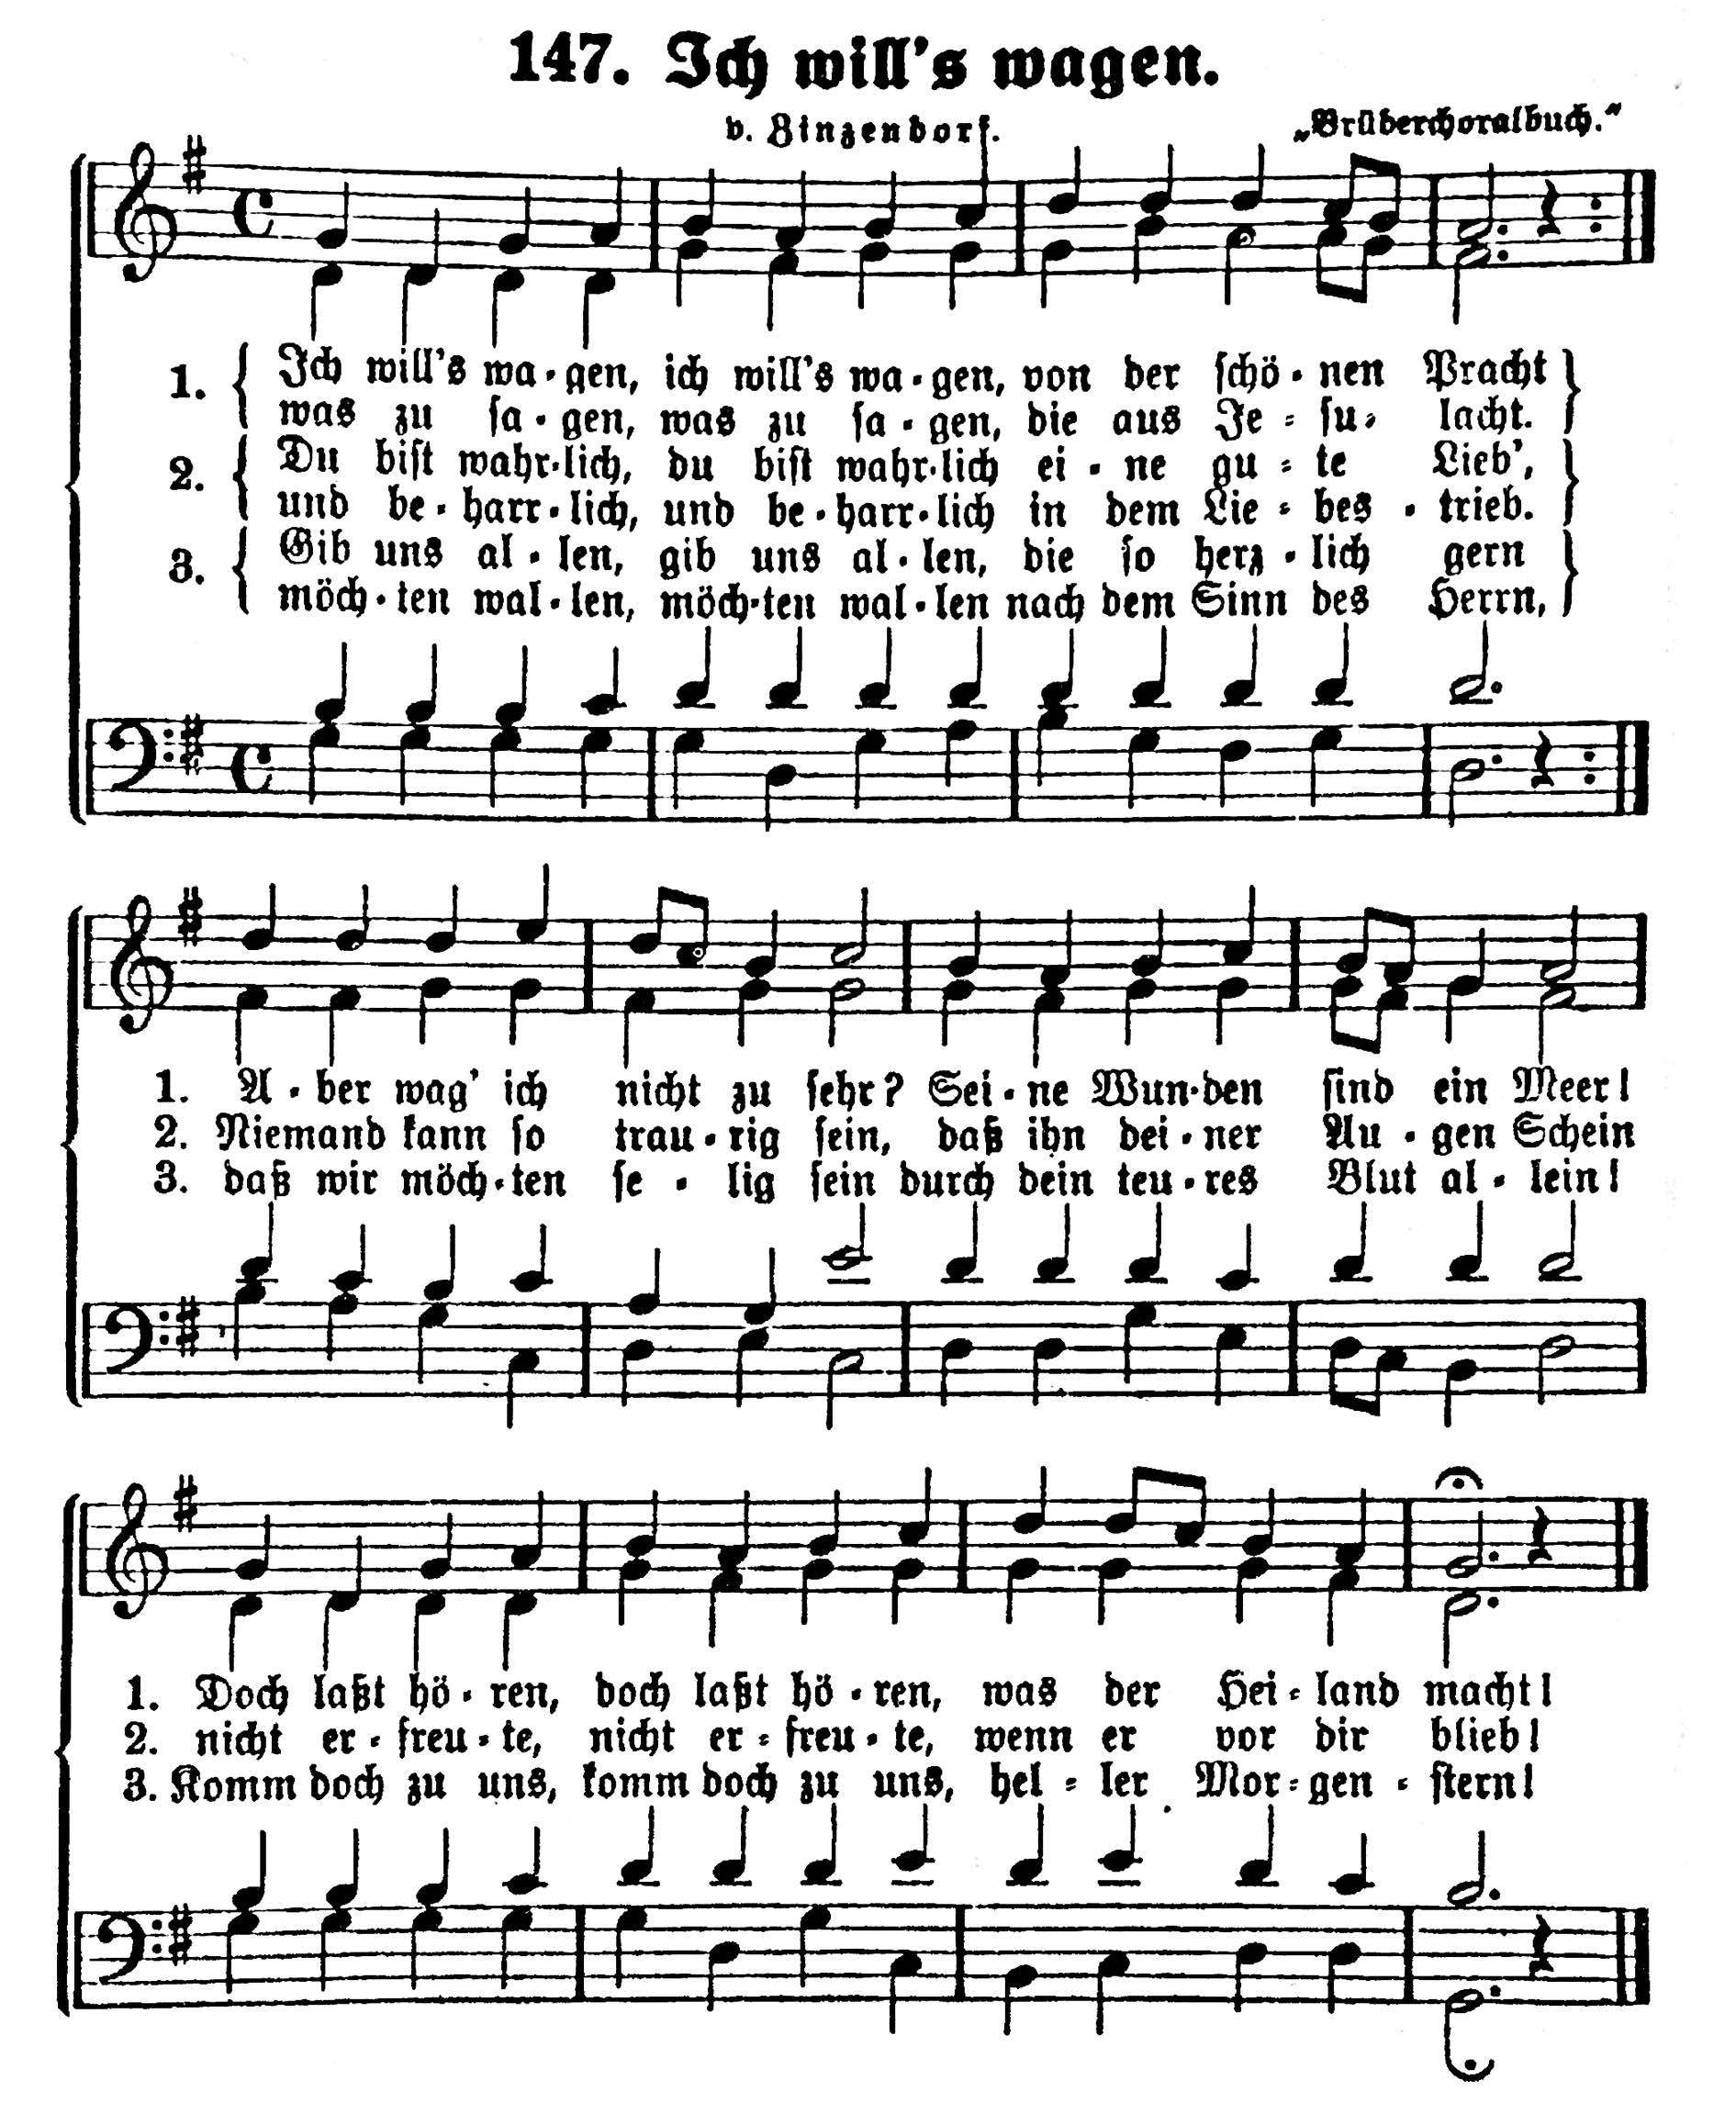 147. Ich will's wagen.
v. Zinzendorf.
„Brüderchoralbuch.“
1. Ich will's wa-gen, ich will's wa-gen, von der schö-nen Pracht
was zu sa-gen, was zu sa-gen, die aus Je-su, lacht.
2. Du bist wahr-lich, du bist wahr-lich ei-ne gu-te Lieb',
und be-harr-lich, und be-harr-lich in dem Lie-bes-trieb.
3. Gib uns al-len, gib uns al-len, die so herz-lich gern
möch-ten wal-len, möch-ten wal-len nach dem Sinn des Herrn,
1. A-ber wag' ich nicht zu sehr? Sei-ne Wun-den sind ein Meer!
2. Niemand kann so trau-rig sein, daß ihn dei-ner Au-gen Schein
3. daß wir möch-ten se-lig sein durch dein teu-res Blut al-lein!
1. Doch laßt hö-ren, doch laßt hö-ren, was der Hei-land macht!
2. nicht er-freu-te, nicht er-freu-te, wenn er vor dir blieb!
3. Komm doch zu uns, komm doch zu uns, hel-ler Mor-gen-stern!